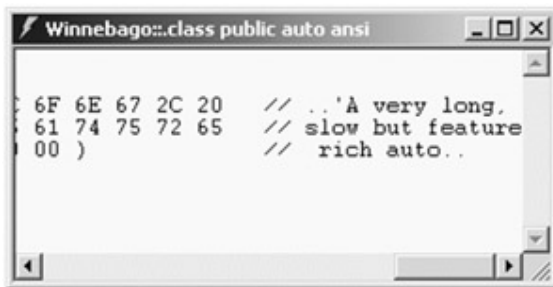 Winnebago::.class public auto ansi
6F 6E 67 2C 20 // ..'A very long,
61 74 75 72 65 // slow but feature
00 ) // rich auto..